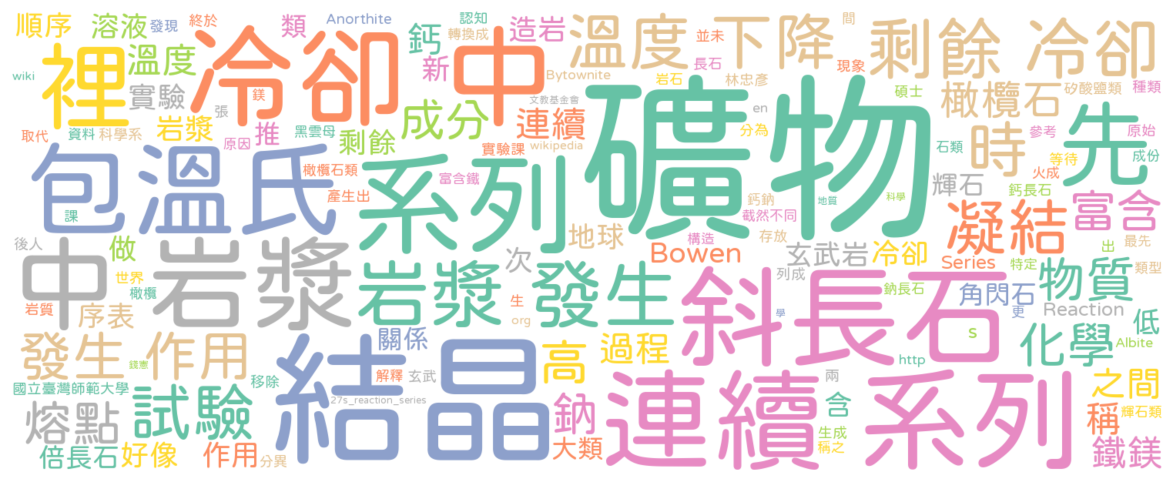 順序 溶液 發現 終於 類 Anorthite 認知 轉換成 造岩 溫度 下降 間 剩餘 冷卻
wiki 裡 溫度 冷卻 中 鈣 新 Bytownite 並未 長石 林忠彥 現象 碩士 矽酸鹽類 種類
實驗 鎂 張 文教基金會 岩石 en 橄欖石 先
取代 資料 科學系 岩漿 原因 推 黑雲母 剩餘 成分 連續 wikipedia 礦物 分為 時 參考 原始
包溫氏 橄欖石類 實驗課 富含鐵 系列 石類 等待 成份
產生出 鈣鈉 截然不同 輝石 火成 鈣長石 富含
課 後人 做 地球 構造 地質 科學 凝結
中 岩漿 世界 橄欖 次 Bowen 存放 玄武岩 冷卻 Series 出 最先
岩質 序表 岩漿 生 發生 列成 斜長石 鈉長石 特定 物質 類型
org 學 角閃石 更 Reaction
發生 作用 關係 結晶 高 過程 s 化學 低 Albite
鏡憲 國立臺灣師範大學 移除 解釋 玄武 http 兩 之間
熔點 試驗 27s_reaction_series 鈉 連續 系列 含 稱 輝石類
倍長石 好像 作用 分異 大類 生成 稱之 鐵鎂